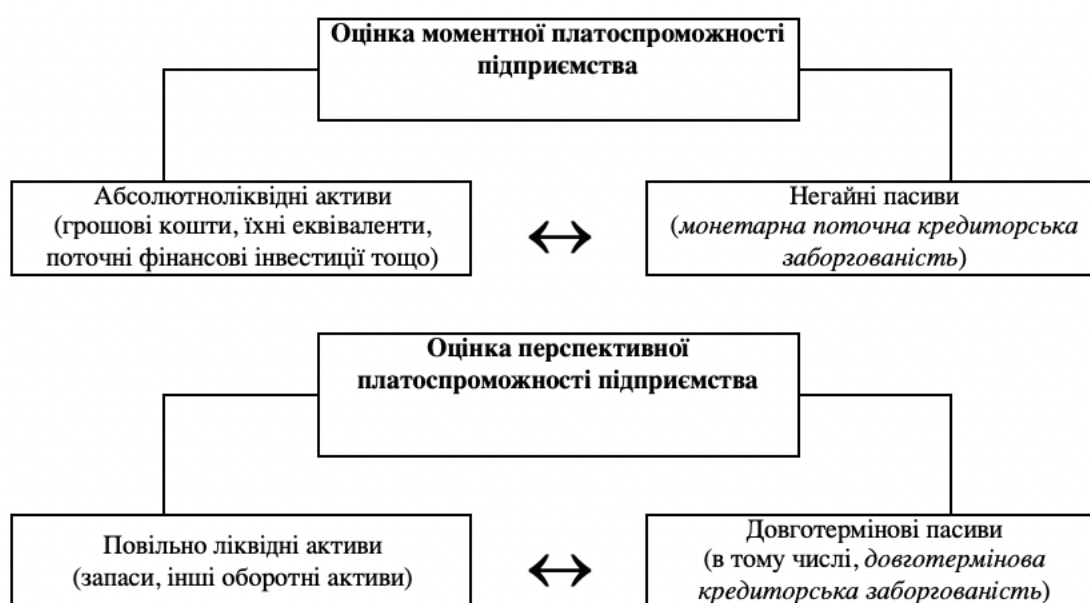 Оцінка моментної платоспроможності
підприємства
Абсолютноліквідні активи
(грошові кошти, їхні еквіваленти,
поточні фінансові інвестиції тощо)
Негайні пасиви
(монетарна поточна кредиторська
заборгованість)
Оцінка перспективної
платоспроможності підприємства
Повільно ліквідні активи
(запаси, інші оборотні активи)
Довготермінові пасиви
(в тому числі, довготермінова
кредиторська заборгованість)